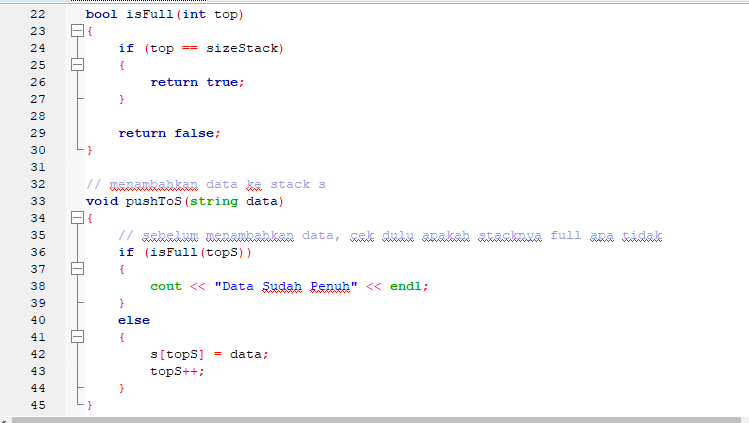 22 bool isFull(int top)
23 {
24 if (top == sizeStack)
25 {
26 return true;
27 }
28
29 return false;
30 }
31
32 // menambahkan data ke stack s
33 void pushToS(string data)
34 {
35 // sebelum menambahkan data, cek dulu apakah stacknya full apa tidak
36 if (isFull(topS))
37 {
38 cout << "Data Sudah Penuh" << endl;
39 }
40 else
41 {
42 s[topS] = data;
43 topS++;
44 }
45 }